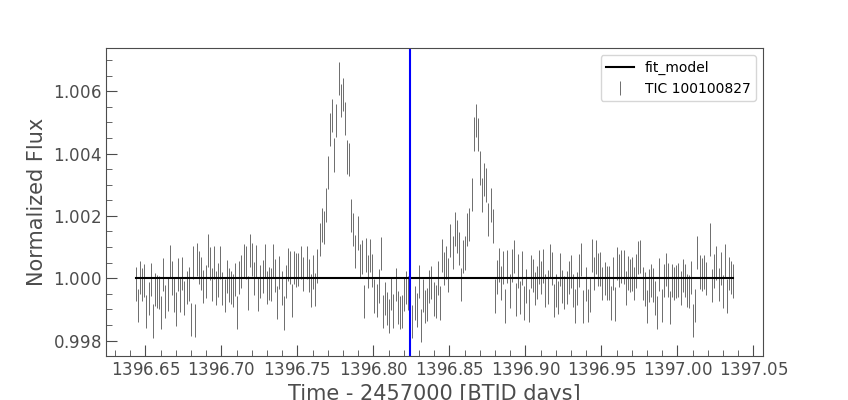 fit_model
TIC 100100827
Normalized Flux
1.006
1.004
1.002
1.000
0.998
1396.65 1396.70 1396.75 1396.80 1396.85 1396.90 1396.95 1397.00 1397.05
Time - 2457000 [BTJD days]